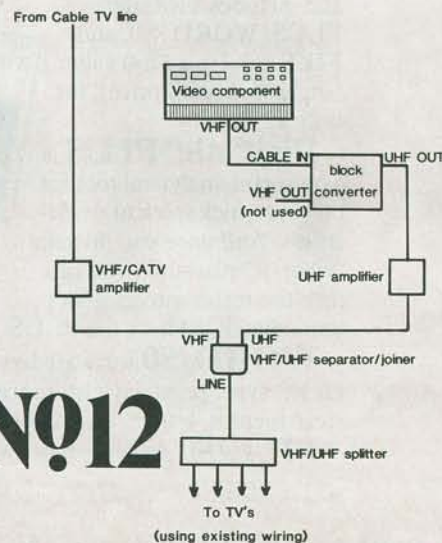 From Cable TV line
Video component
VHF OUT
CABLE IN
UHF OUT
block
converter
VHF OUT
(not used)
VHF/CATV
amplifier
UHF amplifier
VHF
UHF
VHF/UHF separator/joiner
LINE
No12
VHF/UHF splitter
To TV's
(using existing wiring)